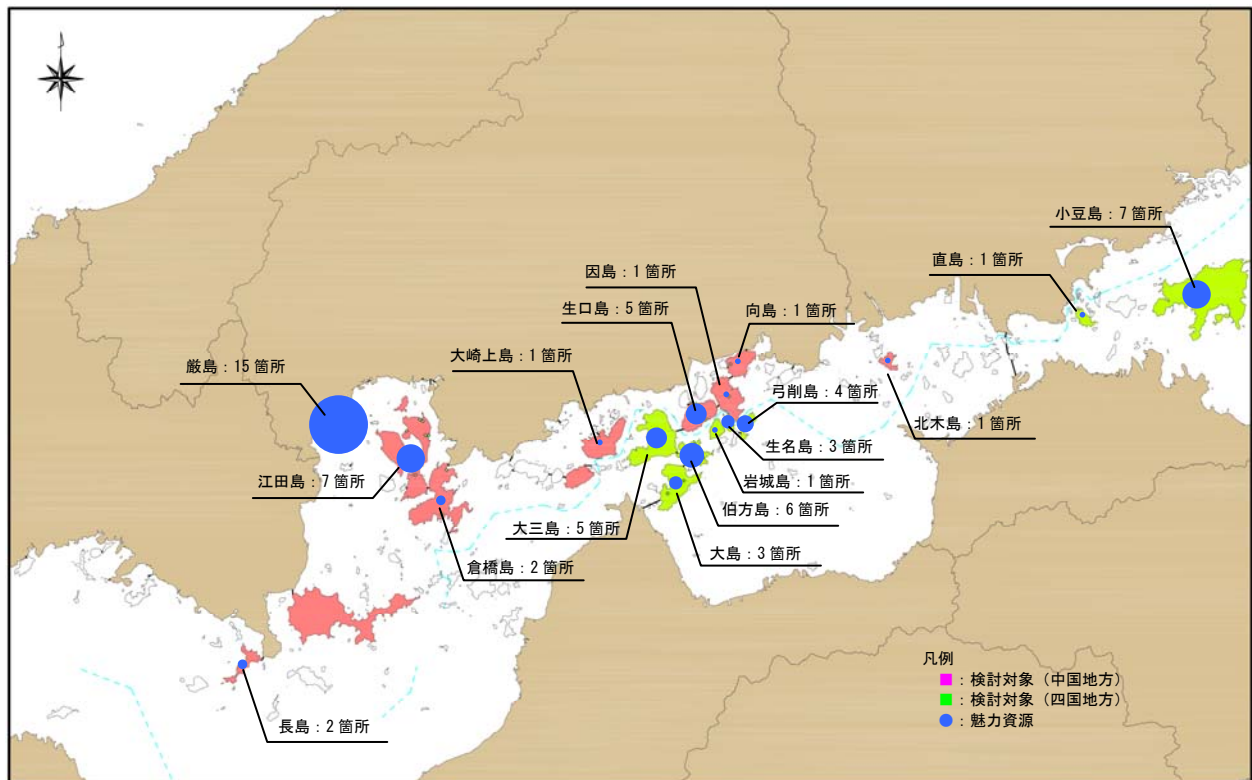 小豆島：7 箇所
直島：1 箇所
因島：1 箇所
生口島：5 箇所
向島：1 箇所
大崎上島：1 箇所
厳島：15 箇所
弓削島：4 箇所
北木島：1 箇所
生名島：3 箇所
岩城島：1 箇所
江田島：7 箇所
伯方島：6 箇所
大三島：5 箇所
大島：3 箇所
倉橋島：2 箇所
長島：2 箇所
凡例
：検討対象（中国地方）
：検討対象（四国地方）
：魅力資源